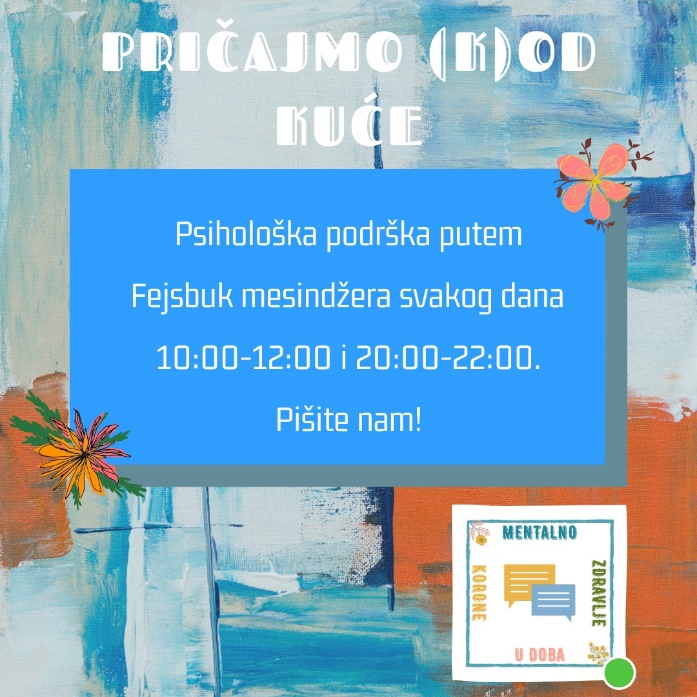 PRIČAJMO (K)OD
KUĆE
Psihološka podrška putem
Fejsbuk mesindžera svakog dana
10:00-12:00 i 20:00-22:00.
Pišite nam!
MENTALNO
ZDRAVLJE
U DOBA
KORONE